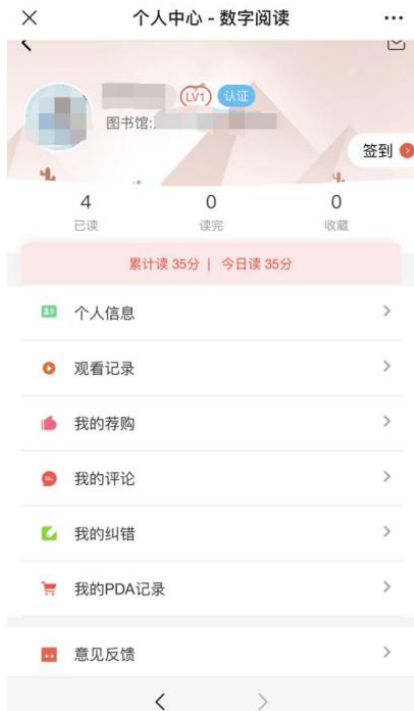 个人中心 - 数字阅读
LV1 认证
图书馆:
签到
4 0 0
已读 读完 收藏
累计读 35分 | 今日读 35分
个人信息
观看记录
我的荐购
我的评论
我的纠错
我的PDA记录
意见反馈